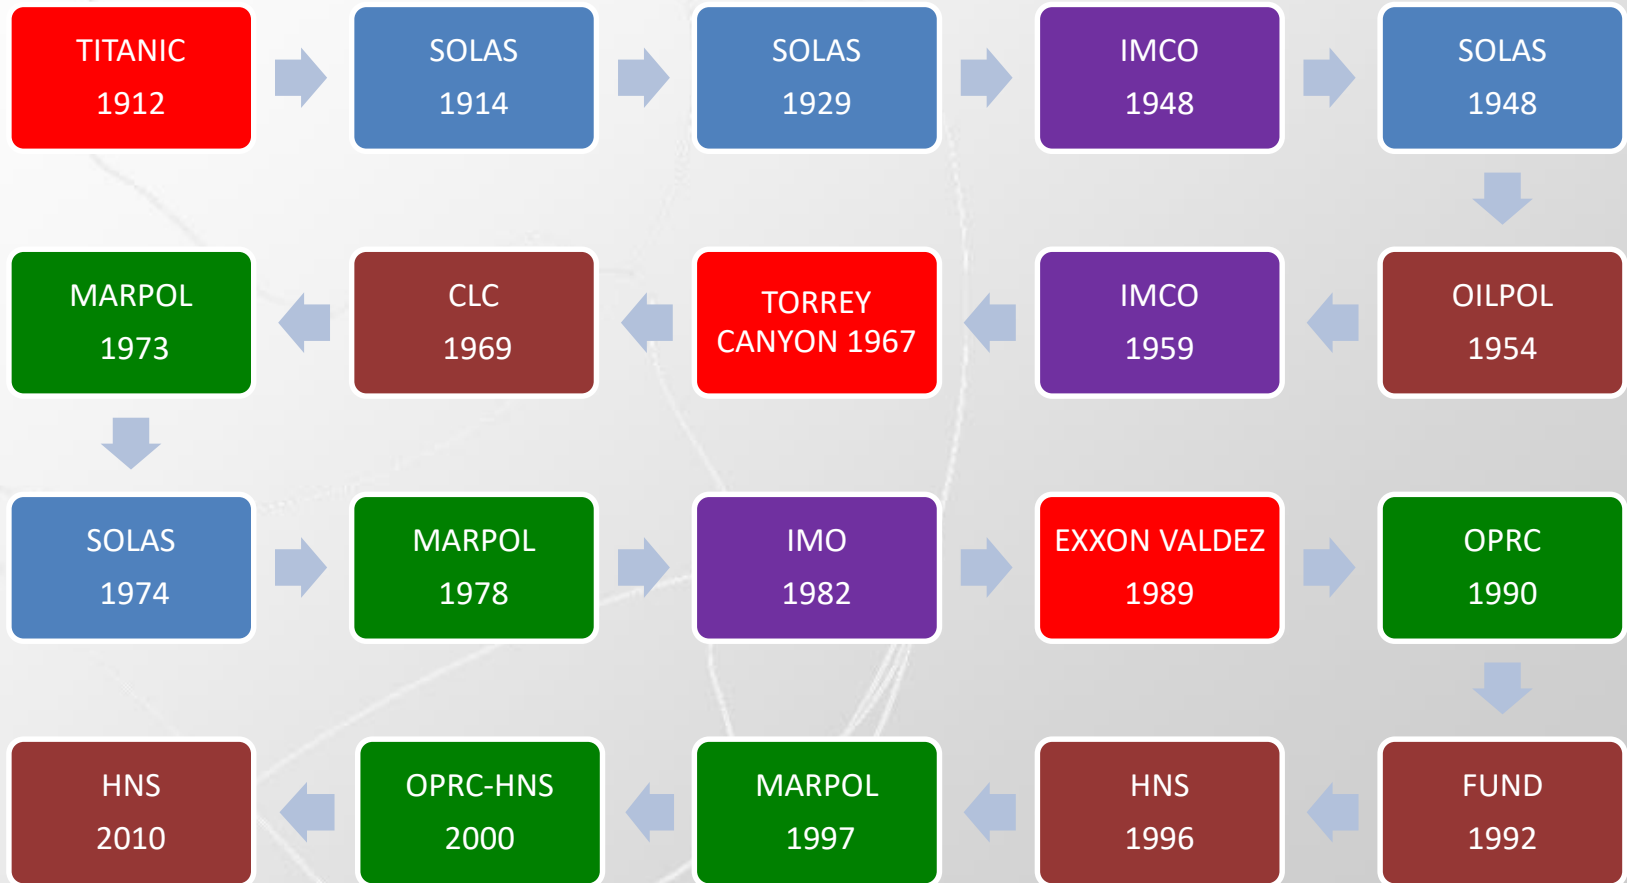 TITANIC
1912
SOLAS
1914
SOLAS
1929
IMCO
1948
SOLAS
1948
OILPOL
1954
IMCO
1959
TORREY
CANYON 1967
CLC
1969
MARPOL
1973
SOLAS
1974
MARPOL
1978
IMO
1982
EXXON VALDEZ
1989
OPRC
1990
FUND
1992
HNS
1996
MARPOL
1997
OPRC-HNS
2000
HNS
2010